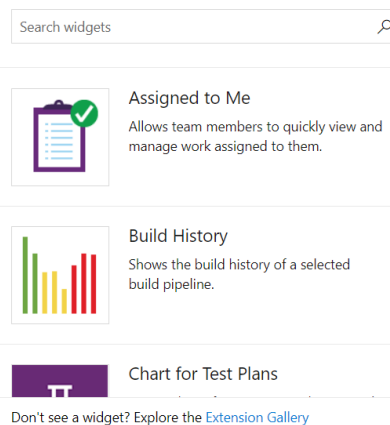 Search widgets
Assigned to Me
Allows team members to quickly view and
manage work assigned to them.
Build History
Shows the build history of a selected
build pipeline.
Chart for Test Plans
Don't see a widget? Explore the Extension Gallery